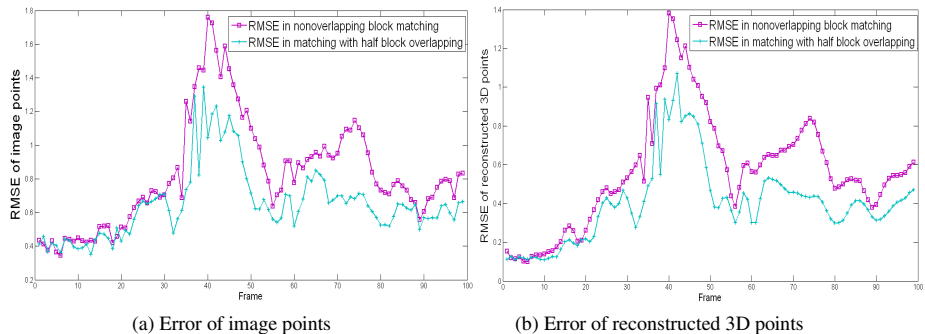 RMSE in nonoverlapping block matching
RMSE in matching with half block overlapping
RMSE of image points
1.8
1.6
1.4
1.2
1
0.8
0.6
0.4
0.2
0 10 20 30 40 50 60 70 80 90 100
Frame
(a) Error of image points
RMSE in nonoverlapping block matching
RMSE in matching with half block overlapping
RMSE of reconstructed 3D points
1.4
1.2
1
0.8
0.6
0.4
0.2
0
0 10 20 30 40 50 60 70 80 90 100
Frame
(b) Error of reconstructed 3D points